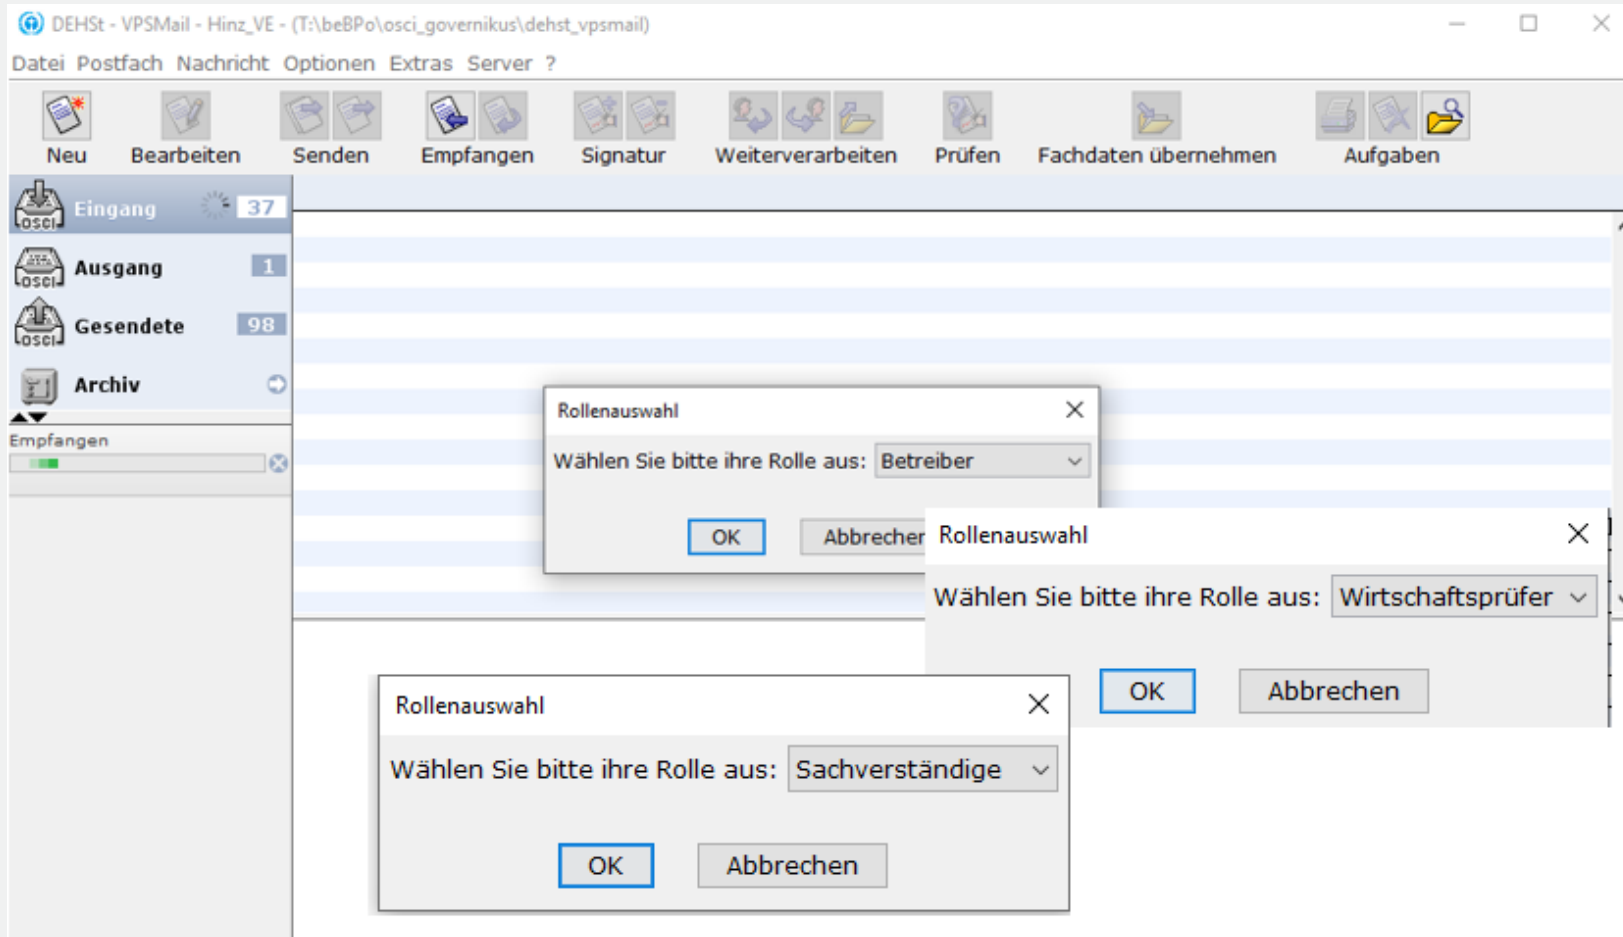 DEHSt - VPSMail - Hinz_VE - (T:\beBPo\osci_governikus\dehst_vpsmail)
Datei Postfach Nachricht Optionen Extras Server ?
Neu Bearbeiten Senden Empfangen Signatur Weiterverarbeiten Prüfen Fachdaten übernehmen Aufgaben
OSCI Eingang 37
OSCI Ausgang 1
OSCI Gesendete 98
Archiv
Empfangen
Rollenauswahl
Wählen Sie bitte ihre Rolle aus: Betreiber
OK Abbrechen
Rollenauswahl
Wählen Sie bitte ihre Rolle aus: Wirtschaftsprüfer
OK Abbrechen
Rollenauswahl
Wählen Sie bitte ihre Rolle aus: Sachverständige
OK Abbrechen